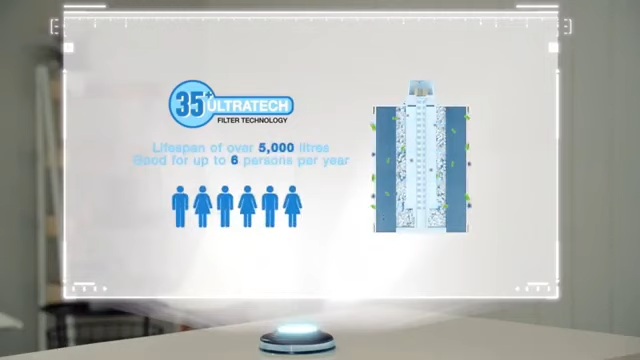 35+ ULTRATECH
FILTER TECHNOLOGY
Lifespan of over 5,000 litres
Good for up to 6 persons per year